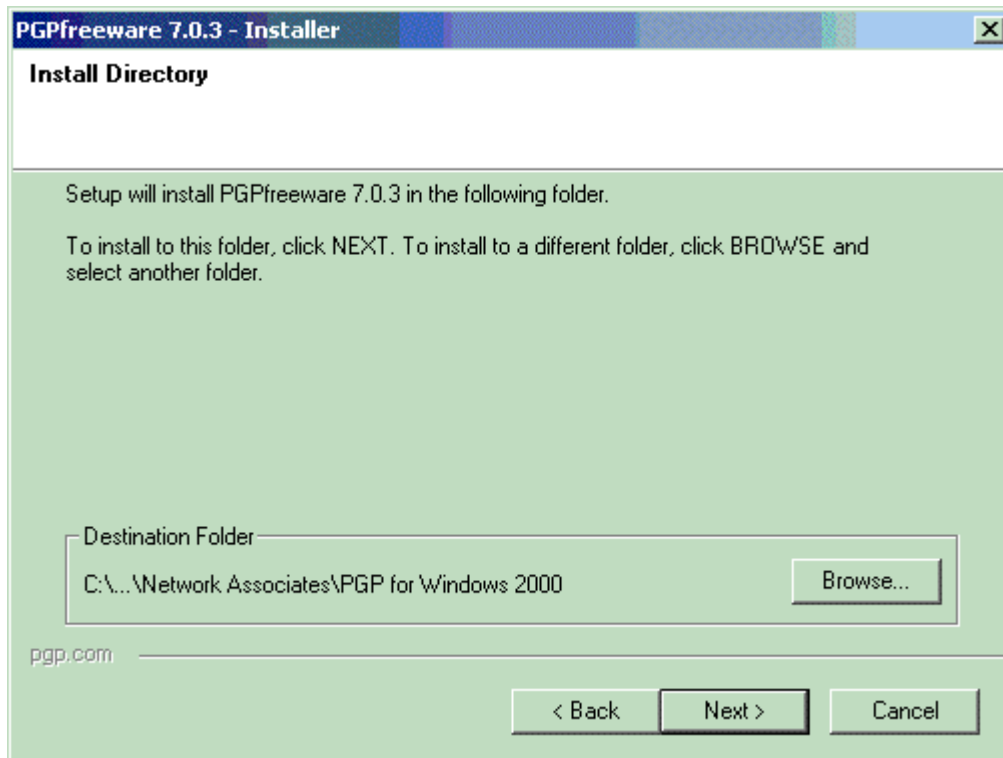 PGPfreeware 7.0.3 - Installer
Install Directory
Setup will install PGPfreeware 7.0.3 in the following folder.
To install to this folder, click NEXT. To install to a different folder, click BROWSE and
select another folder.
Destination Folder
C:\...\Network Associates\PGP for Windows 2000
Browse...
pgp.com
< Back
Next >
Cancel